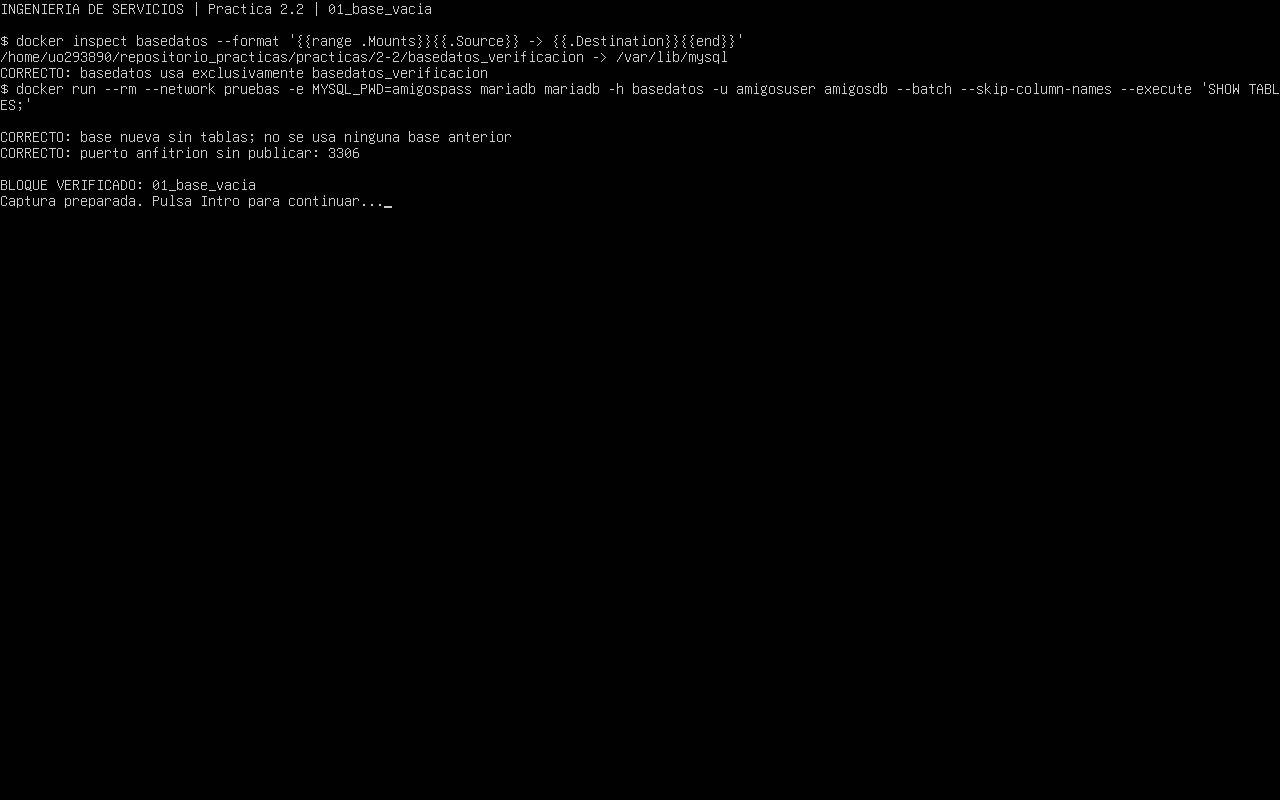 INGENIERIA DE SERVICIOS | Practica 2.2 | 01_base_vacia
$ docker inspect basedatos --format '{{range .Mounts}}{{.Source}} -> {{.Destination}}{{end}}'
/home/uo293890/repositorio_practicas/practicas/2-2/basedatos_verificacion -> /var/lib/mysql
CORRECTO: basedatos usa exclusivamente basedatos_verificacion
$ docker run --rm --network pruebas -e MYSQL_PWD=amigospass mariadb mariadb -h basedatos -u amigosuser amigosdb --batch --skip-column-names --execute 'SHOW TABL
ES;'
CORRECTO: base nueva sin tablas; no se usa ninguna base anterior
CORRECTO: puerto anfitrion sin publicar: 3306
BLOQUE VERIFICADO: 01_base_vacia
Captura preparada. Pulsa Intro para continuar..._